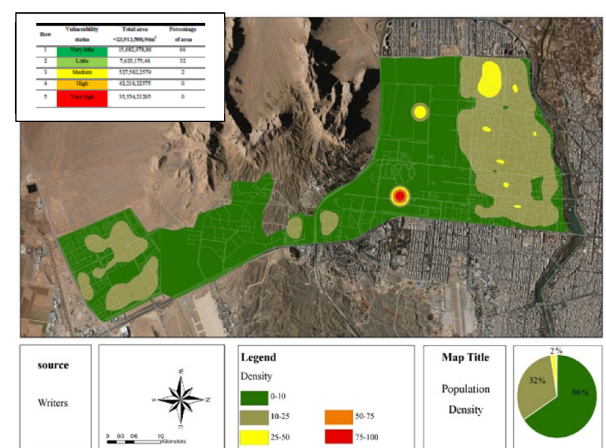 Row Vulnerability status Total area Percentage of area
1 Very little 66
2 Little 32
3 Medium 2
4 High 0
5 Very high 0
source
Writers
Kilometers
Legend
Density
0-10
10-25
25-50
50-75
75-100
Map Title
Population
Density
2%
32%
66%